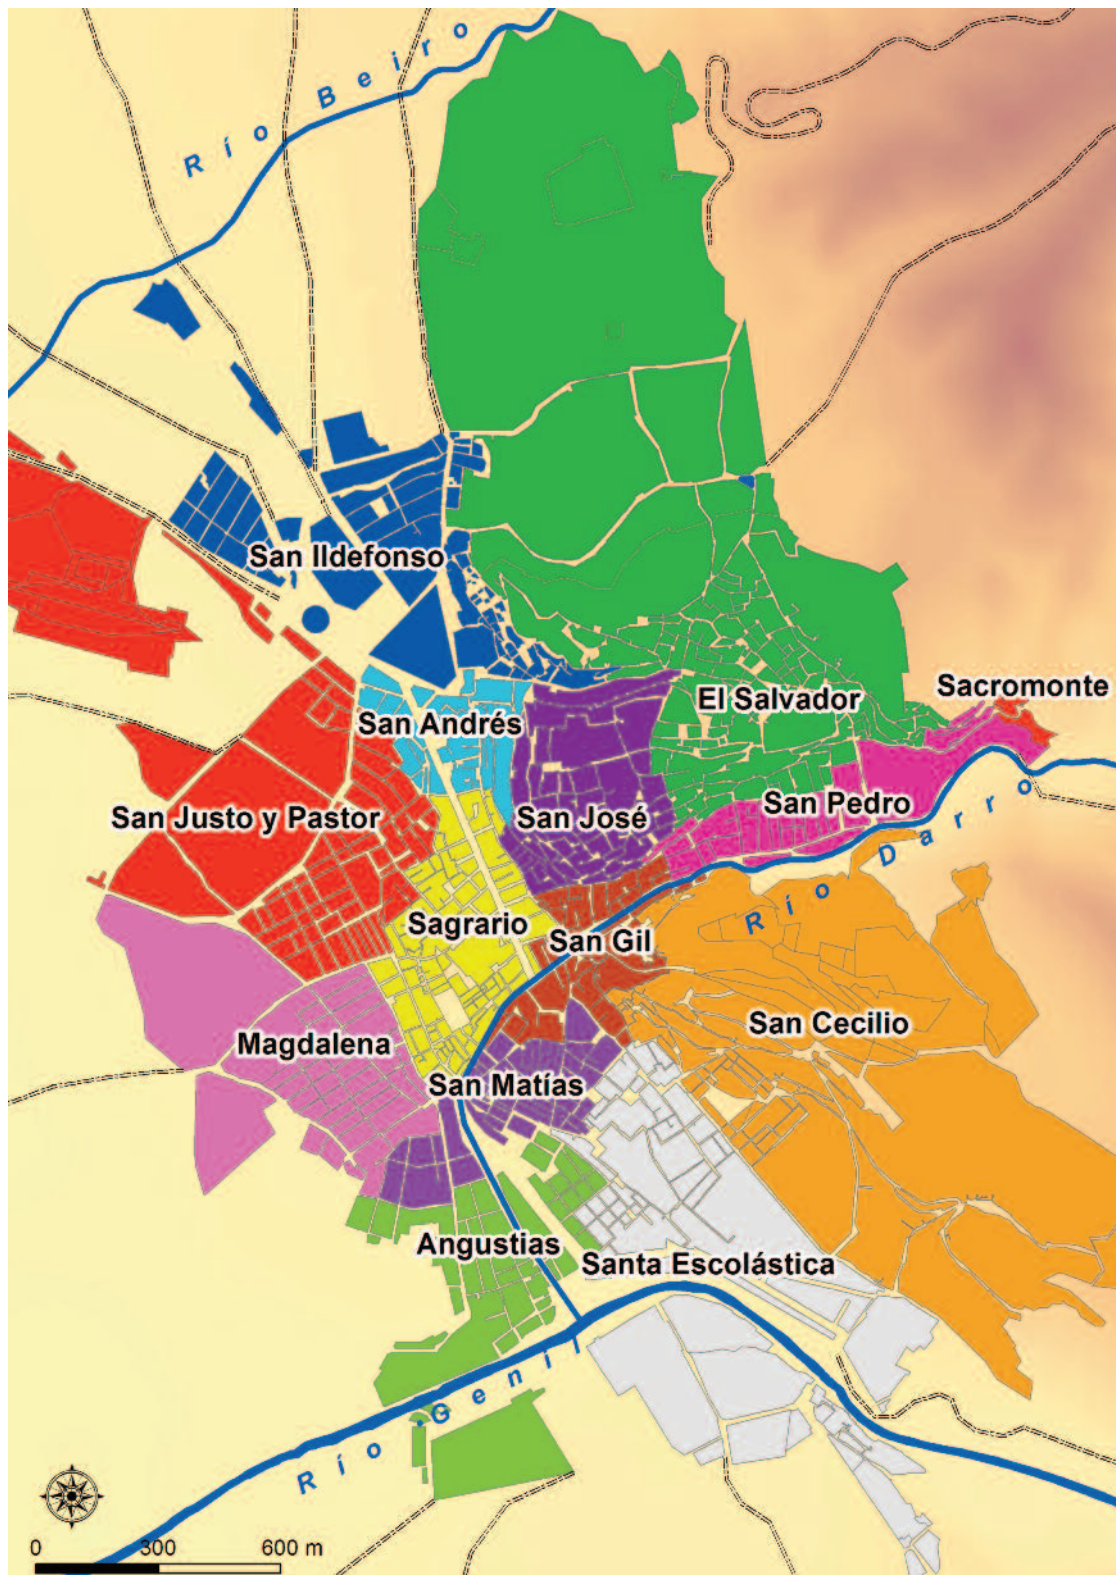 Río Beiro
San Ildefonso
Sacromonte
El Salvador
San Andrés
San Pedro
San Justo y Pastor
San José
Río Darro
Sagrario
San Gil
San Cecilio
Magdalena
San Matías
Angustias
Santa Escolástica
Río Genil
0 300 600 m